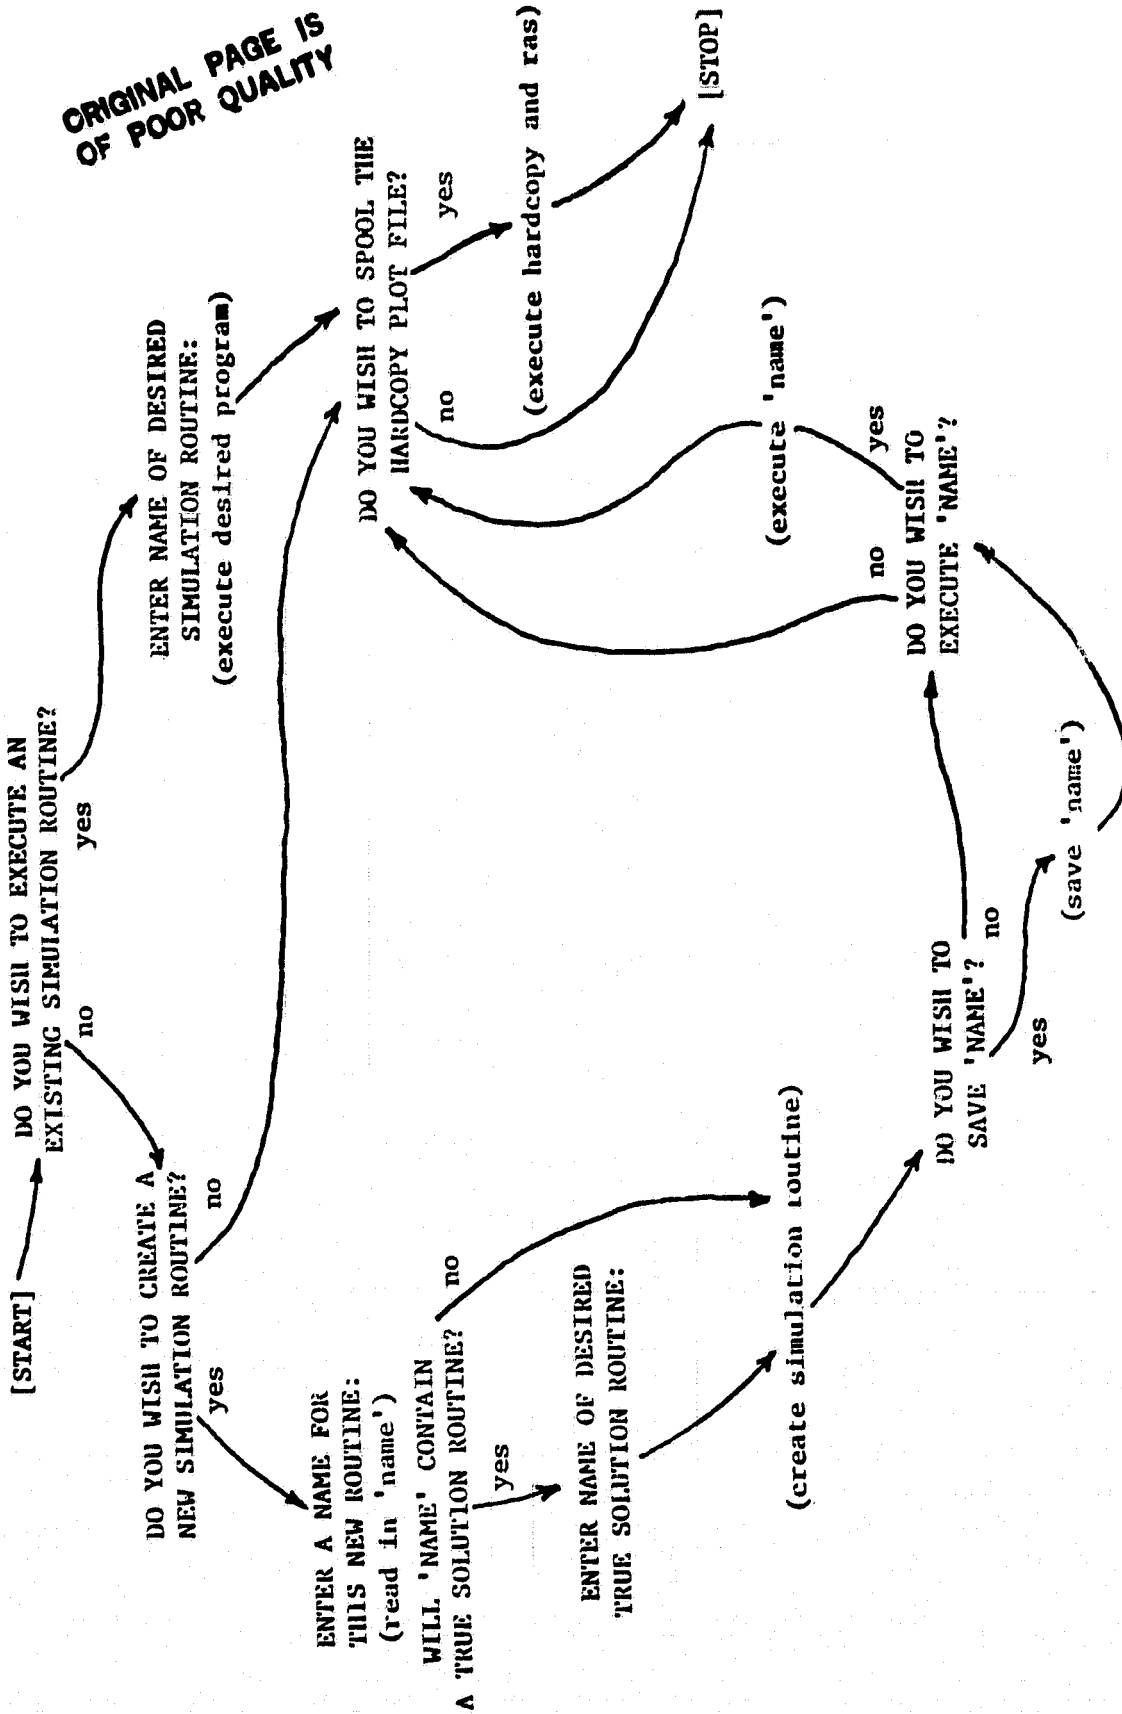 ORIGINAL PAGE IS
OF POOR QUALITY
[START]
DO YOU WISH TO EXECUTE AN
EXISTING SIMULATION ROUTINE?
no
yes
DO YOU WISH TO CREATE A
NEW SIMULATION ROUTINE?
yes
no
ENTER NAME OF DESIRED
SIMULATION ROUTINE:
(execute desired program)
ENTER A NAME FOR
THIS NEW ROUTINE:
(read in 'name')
WILL 'NAME' CONTAIN
A TRUE SOLUTION ROUTINE?
yes
no
DO YOU WISH TO SPOOL THE
HARDCOPY PLOT FILE?
no
yes
(execute hardcopy and ras)
ENTER NAME OF DESIRED
TRUE SOLUTION ROUTINE:
[STOP]
(create simulation routine)
(execute 'name')
DO YOU WISH TO
SAVE 'NAME'?
yes
no
DO YOU WISH TO
EXECUTE 'NAME'?
no
yes
(save 'name')